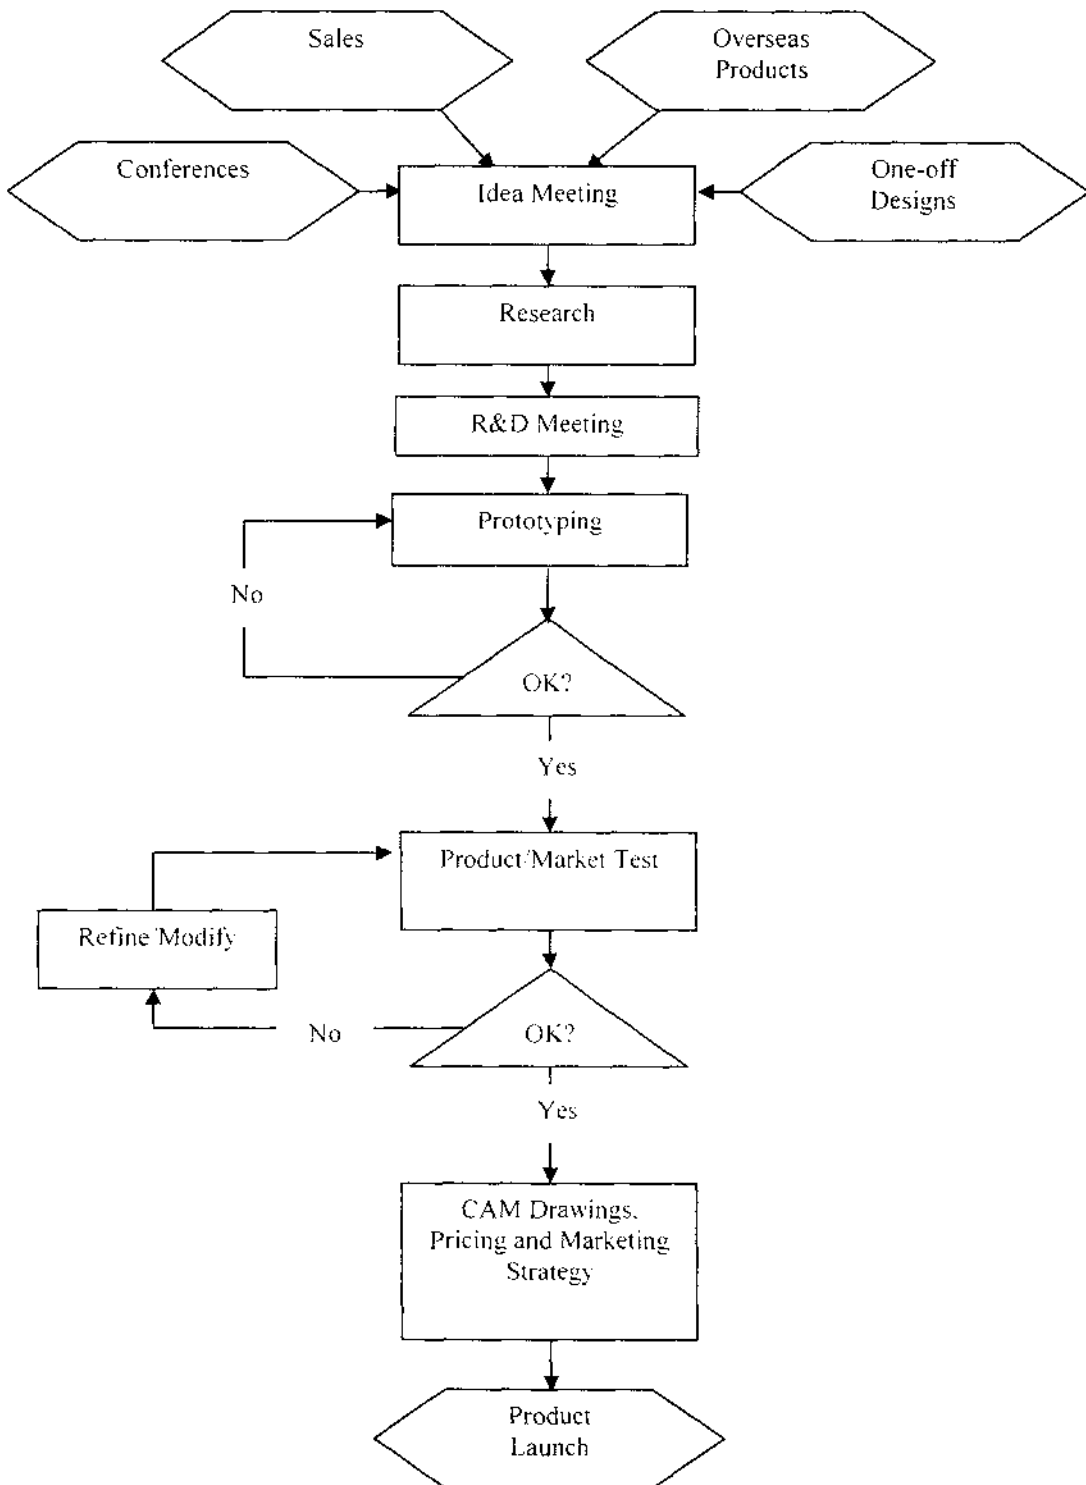 Sales
Overseas
Products
Conferences
Idea Meeting
One-off
Designs
Research
R&D Meeting
Prototyping
No
OK?
Yes
Product/Market Test
Refine/Modify
No
OK?
Yes
CAM Drawings,
Pricing and Marketing
Strategy
Product
Launch